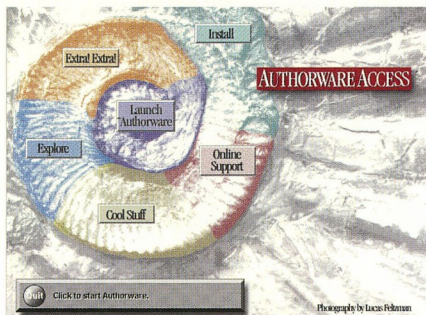 Install
Extra! Extra!
AUTHORWARE ACCESS
Launch
Authorware
Explore
Online
Support
Cool Stuff
Quit
Click to start Authorware.
Photography by Lucas Feltzman